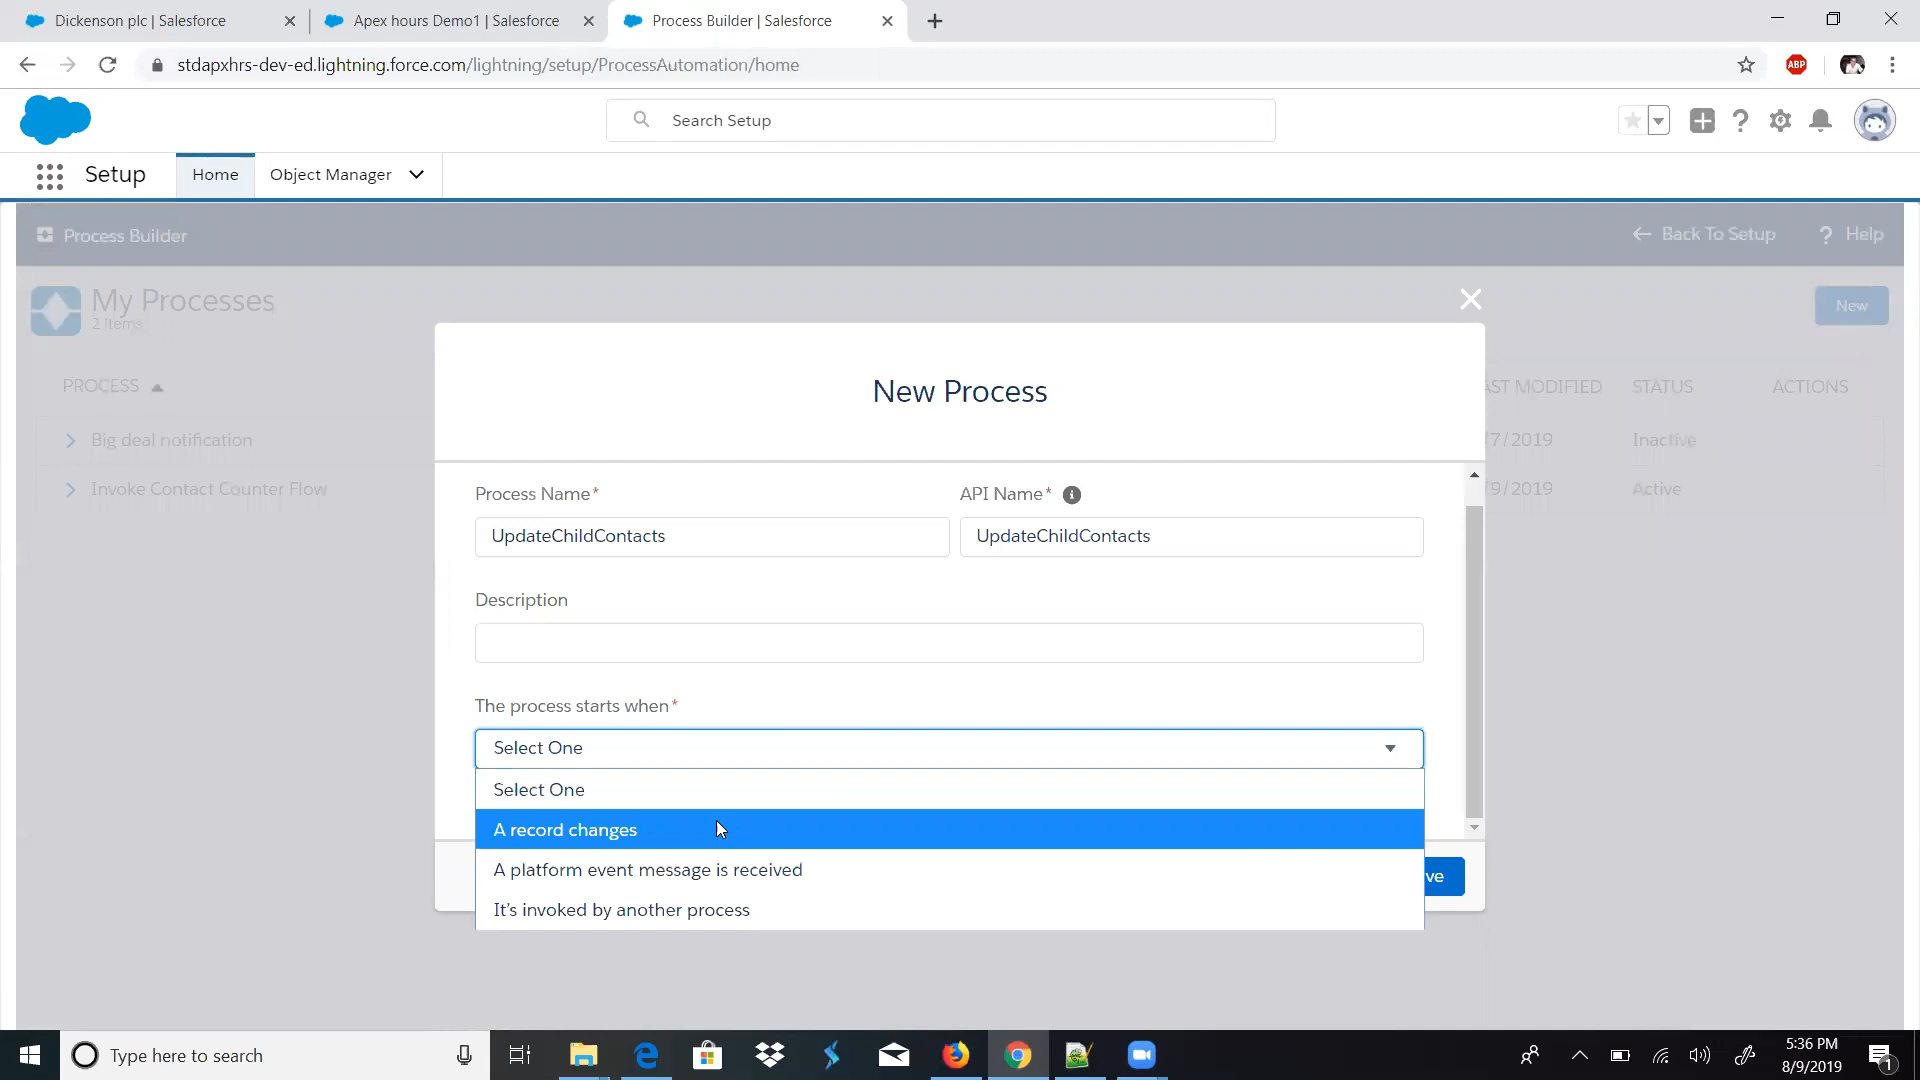 Dickenson plc | Salesforce
Apex hours Demo1 | Salesforce
Process Builder | Salesforce
stdapxhrs-dev-ed.lightning.force.com/lightning/setup/ProcessAutomation/home
ABP
Search Setup
Setup
Home
Object Manager
Process Builder
Back To Setup
? Help
My Processes
2 Items
New
New Process
PROCESS
AST MODIFIED
STATUS
ACTIONS
Big deal notification
/7/2019
Inactive
Invoke Contact Counter Flow
/9/2019
Active
Process Name*
API Name*
UpdateChildContacts
UpdateChildContacts
Description
The process starts when*
Select One
Select One
A record changes
A platform event message is received
ve
It's invoked by another process
Type here to search
5:36 PM
8/9/2019
1